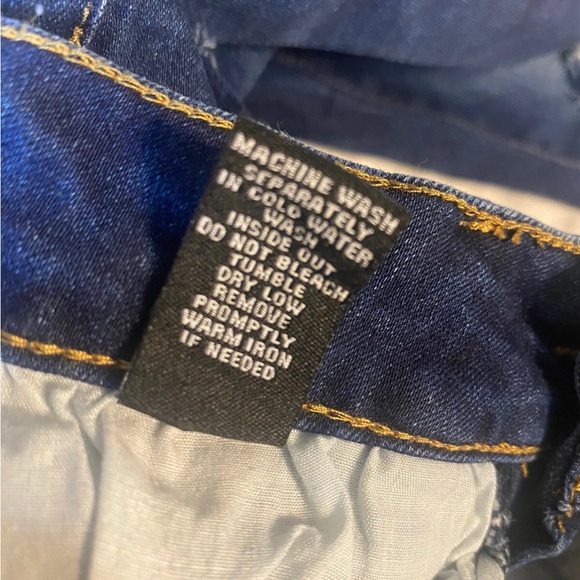 MACHINE WASH
SEPARATELY
IN COLD WATER
WASH
INSIDE OUT
DO NOT BLEACH
TUMBLE
DRY LOW
REMOVE
PROMPTLY
WARM IRON
IF NEEDED